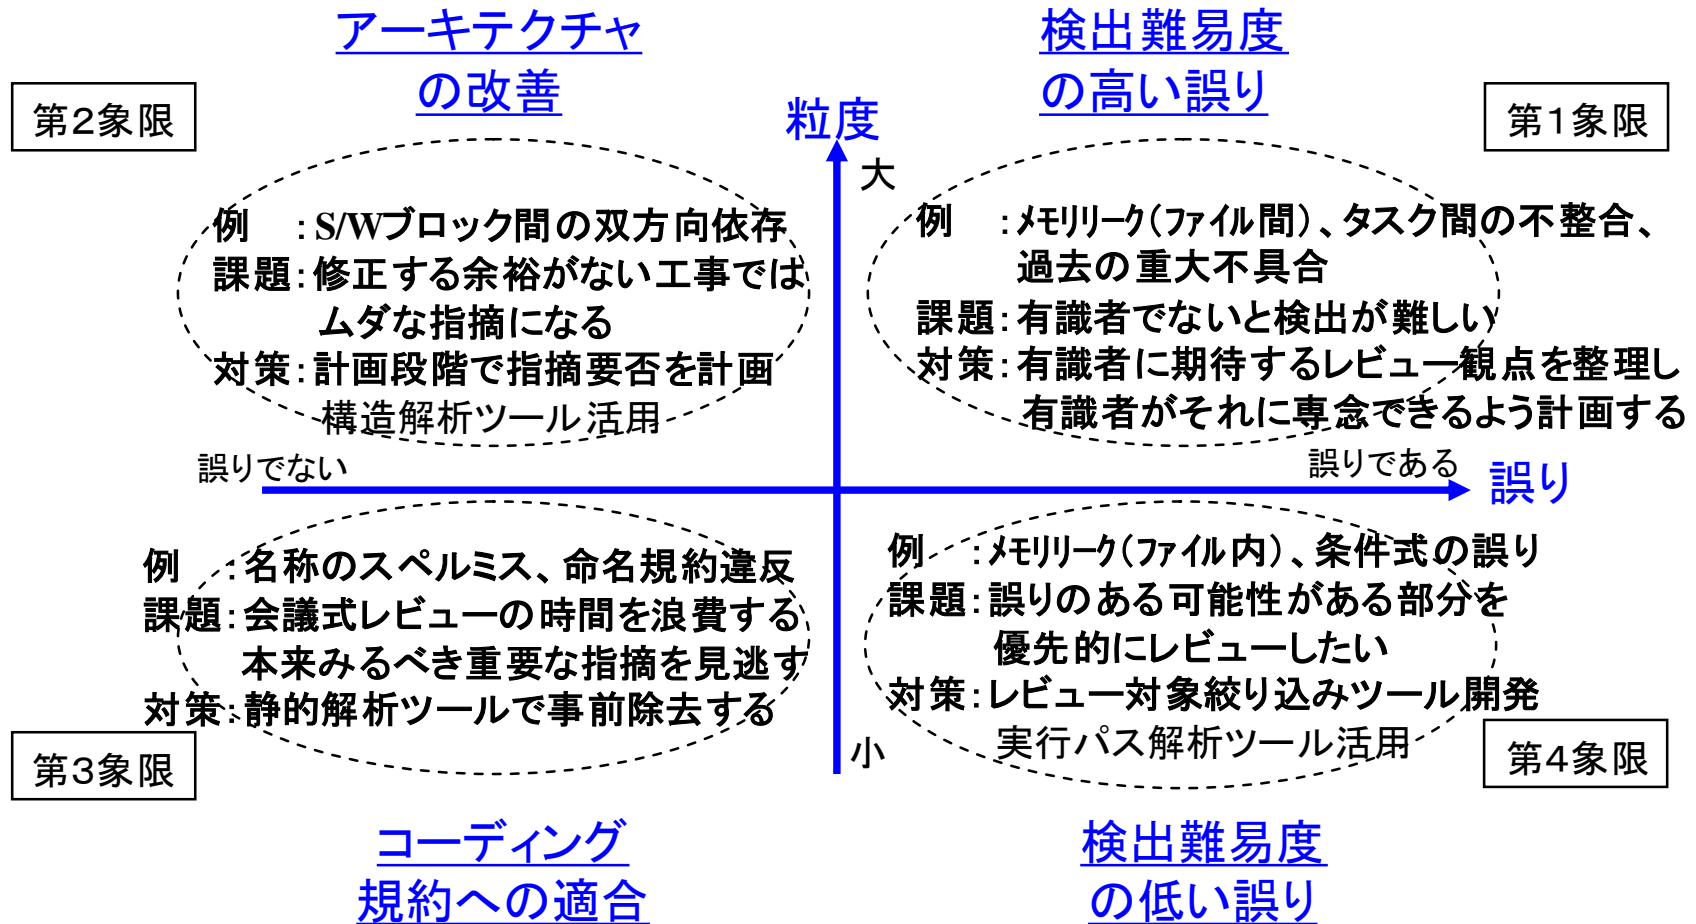 アーキテクチャ
の改善
検出難易度
の高い誤り
第2象限
粒度
第1象限
大
例　：S/Wブロック間の双方向依存
課題：修正する余裕がない工事では
ムダな指摘になる
対策：計画段階で指摘要否を計画
構造解析ツール活用
例　：メモリリーク（ファイル間）、タスク間の不整合、
過去の重大不具合
課題：有識者でないと検出が難しい
対策：有識者に期待するレビュー観点を整理し
有識者がそれに専念できるよう計画する
誤りでない
誤りである
誤り
例　：名称のスペルミス、命名規約違反
課題：会議式レビューの時間を浪費する
本来みるべき重要な指摘を見逃す
対策：静的解析ツールで事前除去する
例　：メモリリーク（ファイル内）、条件式の誤り
課題：誤りのある可能性がある部分を
優先的にレビューしたい
対策：レビュー対象絞り込みツール開発
実行パス解析ツール活用
第3象限
小
第4象限
コーディング
規約への適合
検出難易度
の低い誤り